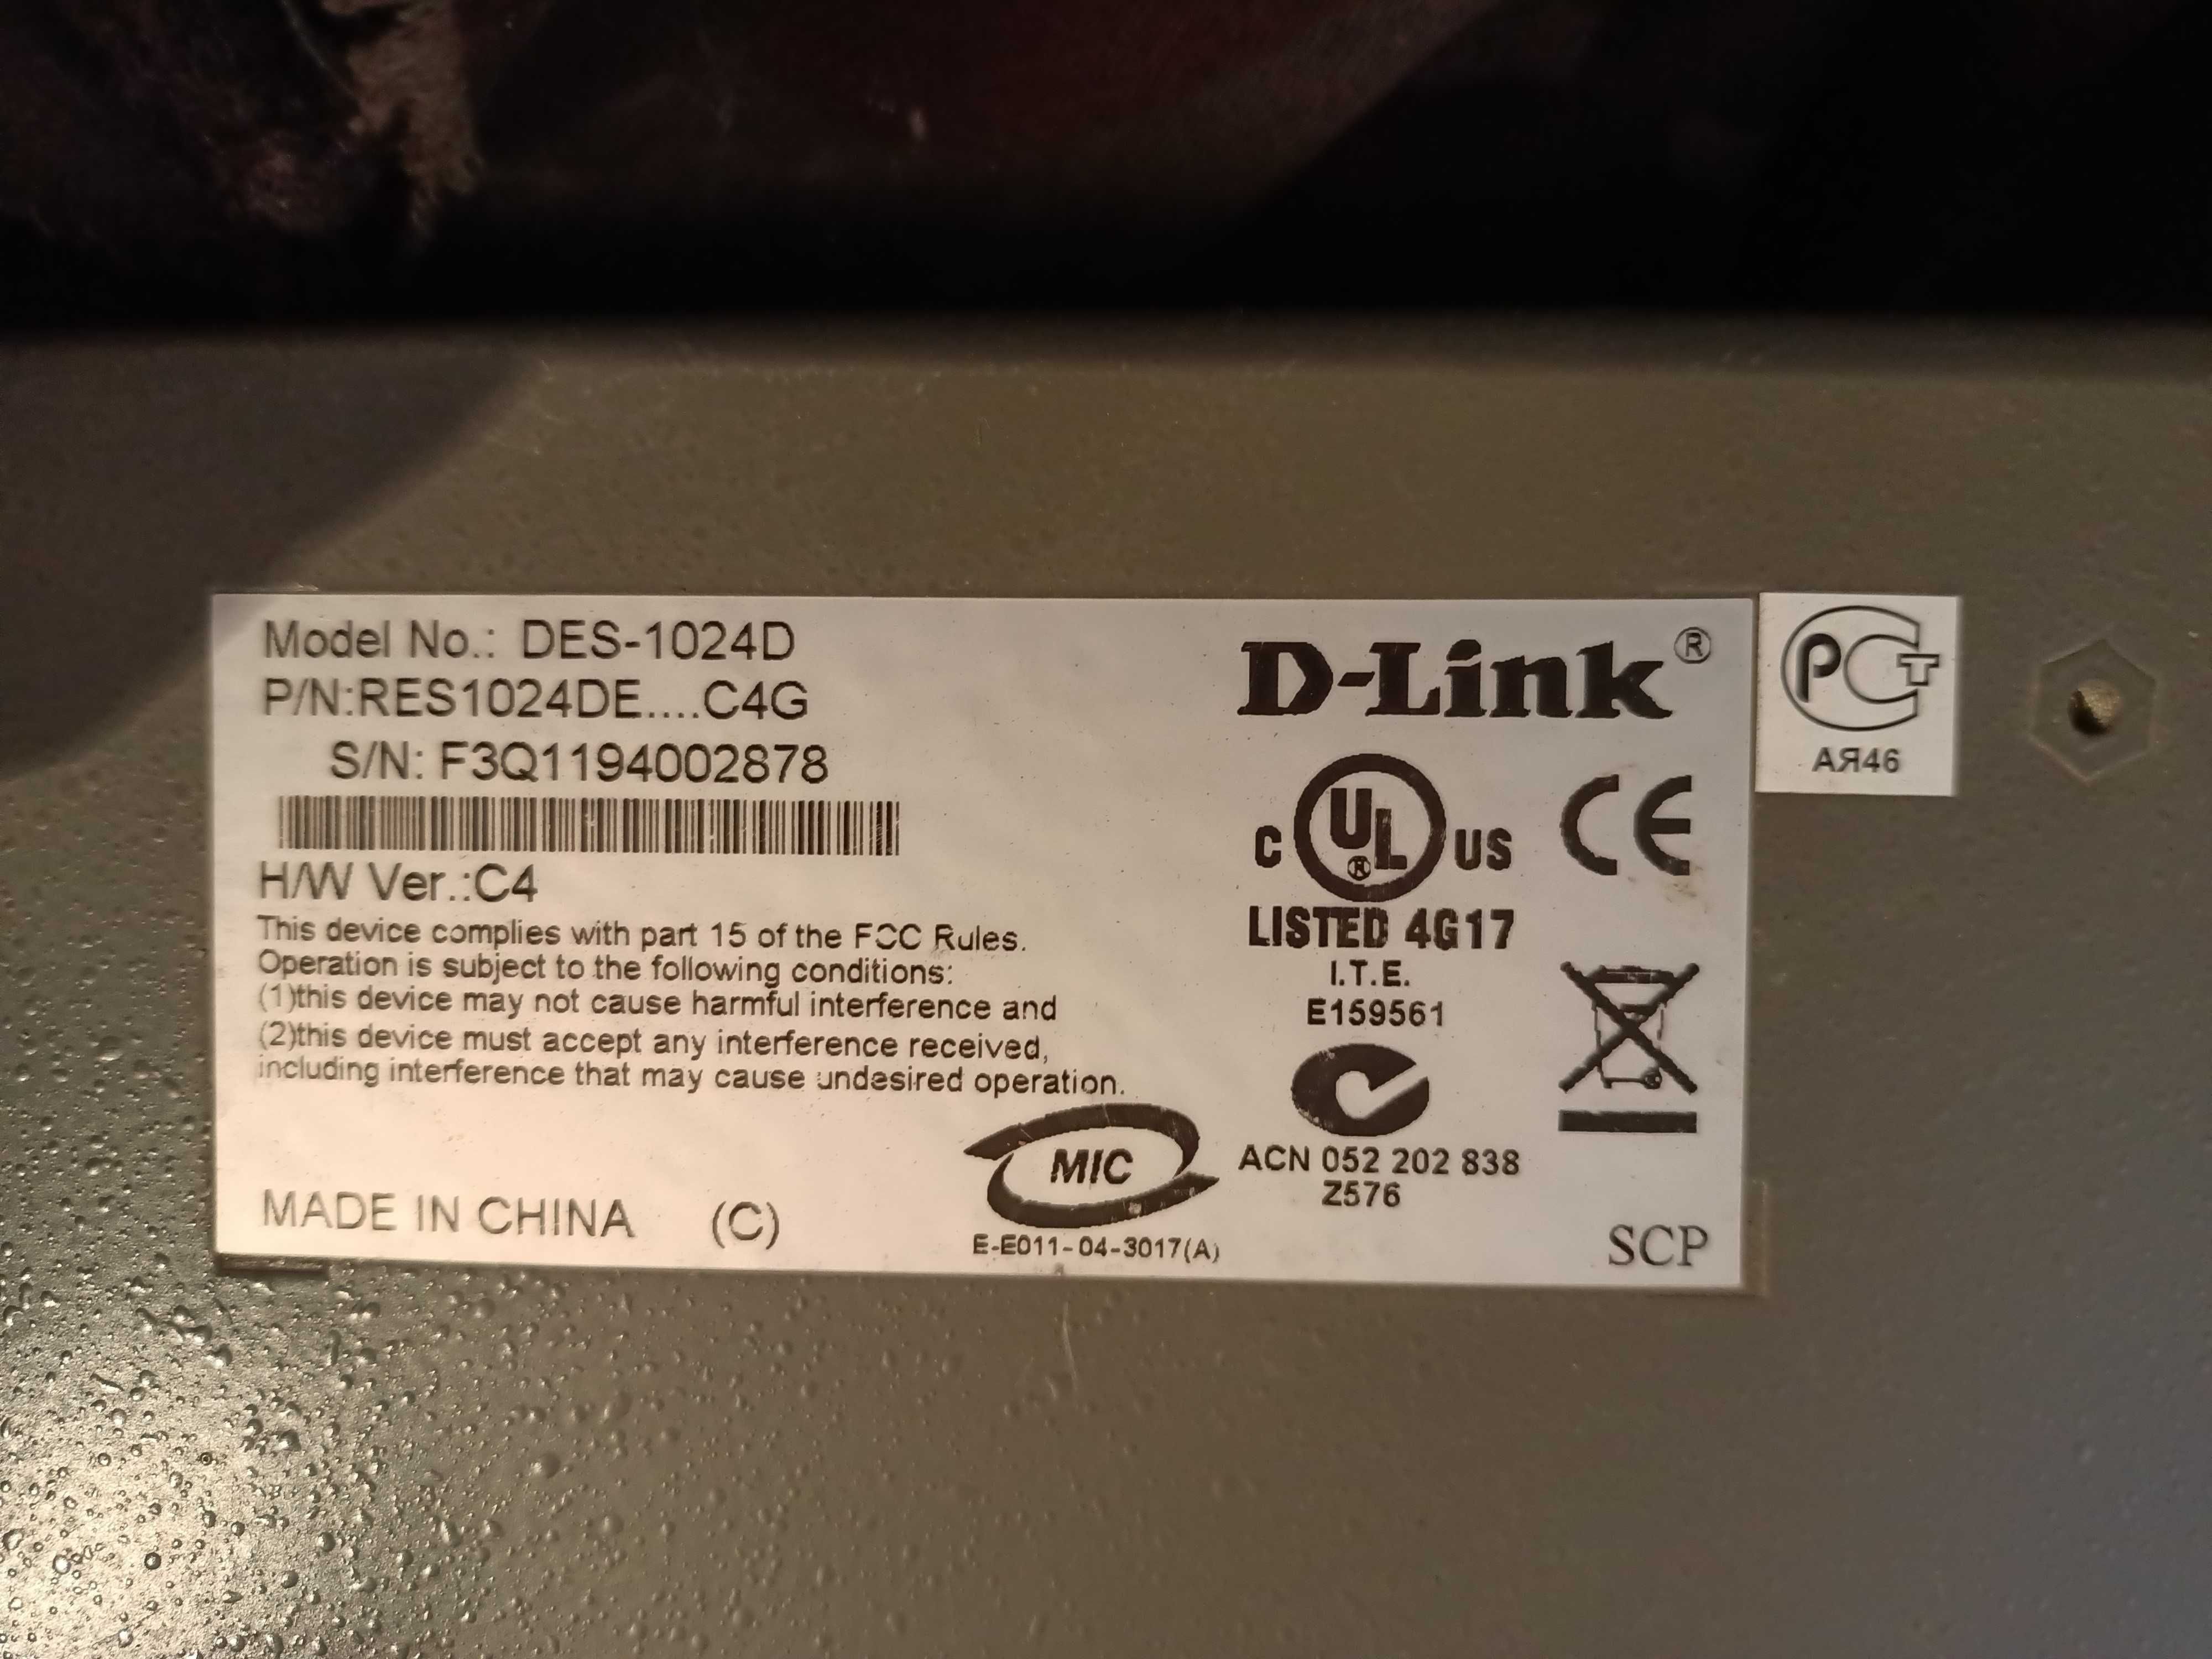 Model No.: DES-1024D
P/N:RES1024DE....C4G
S/N: F3Q1194002878
H/W Ver.:C4
This device complies with part 15 of the FCC Rules.
Operation is subject to the following conditions:
(1)this device may not cause harmful interference and
(2)this device must accept any interference received,
including interference that may cause undesired operation.
MADE IN CHINA (C)
MIC
E-E011-04-3017(A)
D-Link®
C UL® US
CE
LISTED 4G17
I.T.E.
E159561
ACN 052 202 838
Z576
SCP
РСТ
АЯ46